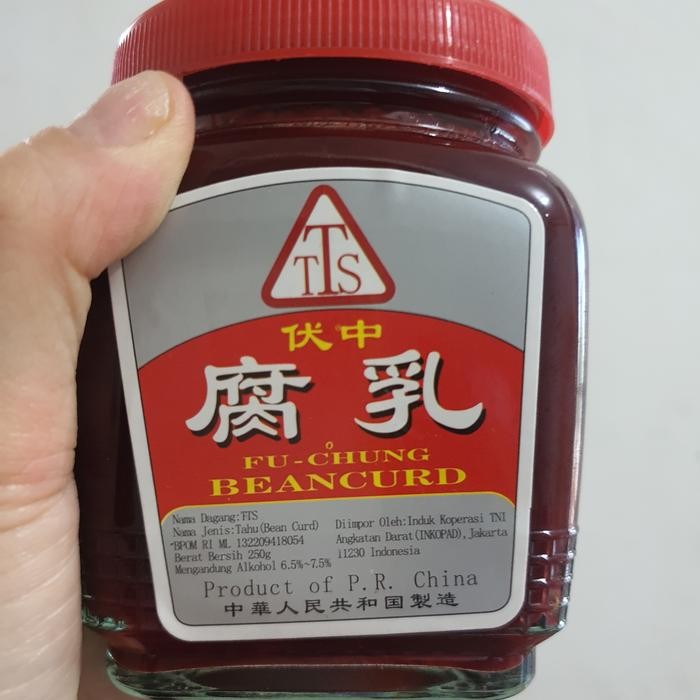 TTS
伏中
腐乳
FU-CHUNG
BEANCURD
Nama Dagang:TTS
Nama Jenis:Tahu(Bean Curd)
BPOM RI ML 132209418054
Berat Bersih 250g
Mengandung Alkohol 6.5%~7.5%
Diimpor Oleh:Induk Koperasi TNI
Angkatan Darat(INKOPAD),Jakarta
11230 Indonesia
Product of P.R. China
中華人民共和国製造